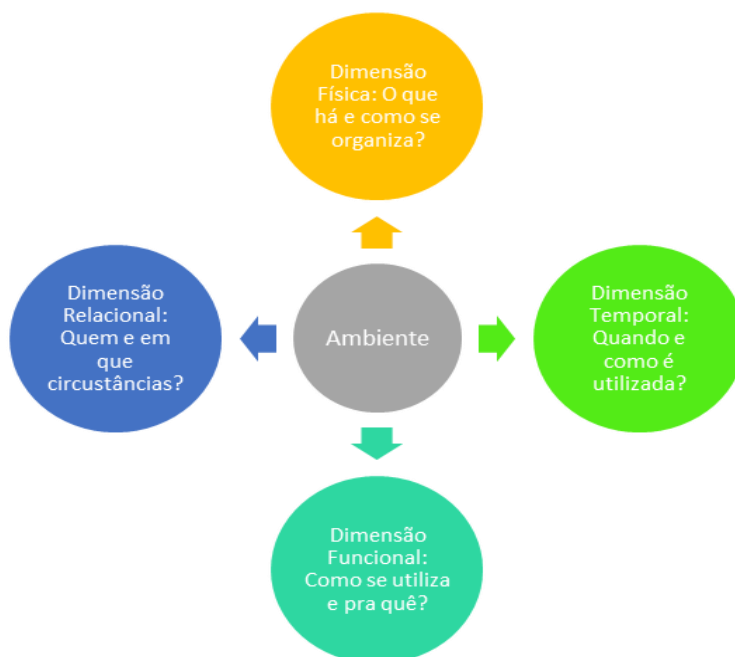 Dimensão
Física: O que
há e como se
organiza?
Dimensão
Relacional:
Quem e em
que
circustâncias?
Ambiente
Dimensão
Temporal:
Quando e
como é
utilizada?
Dimensão
Funcional:
Como se utiliza
e pra quê?